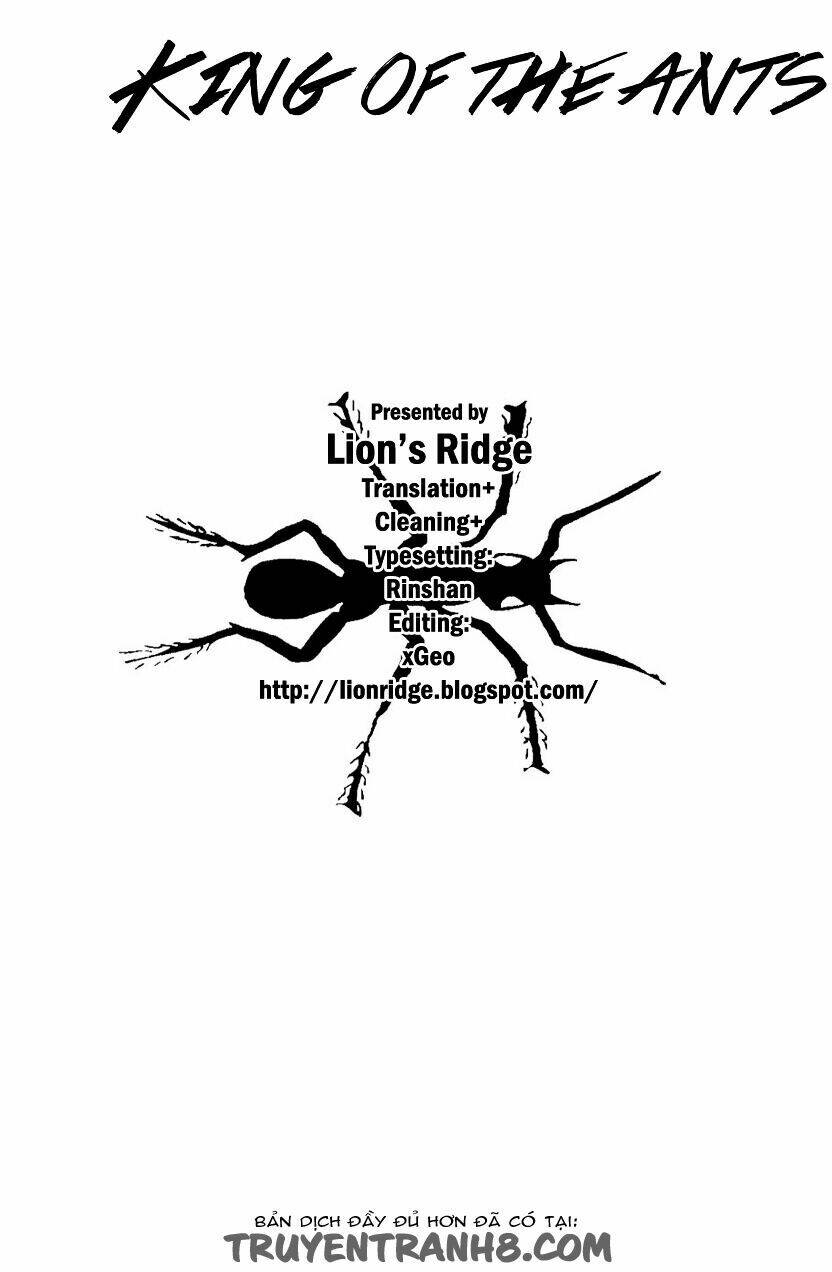 KING OF THE ANTS
Presented by
Lion's Ridge
Translation+
Cleaning+
Typesetting:
Rinshan
Editing:
xGeo
http://lionridge.blogspot.com/
BẢN DỊCH ĐẦY ĐỦ HƠN ĐÃ CÓ TẠI:
TRUYENTRANH8.COM